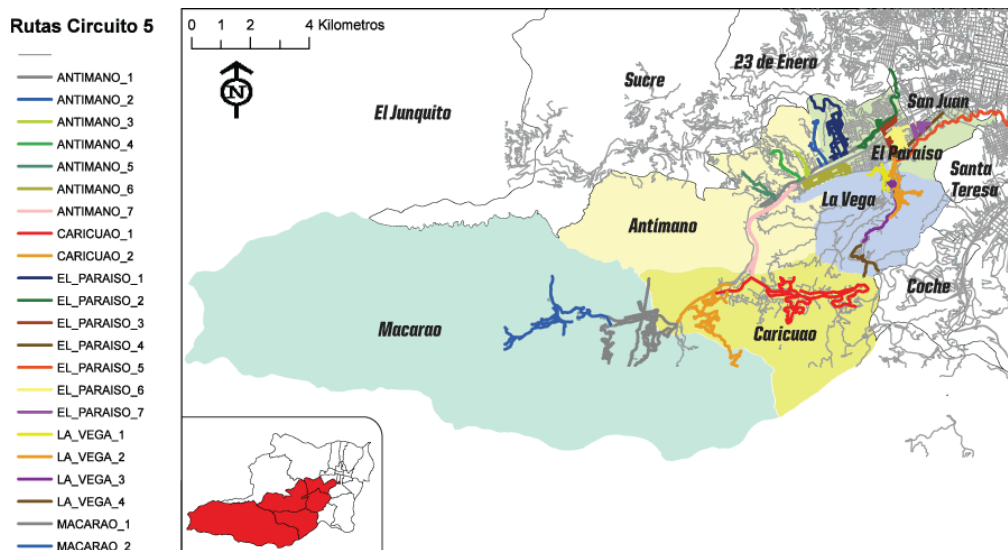 Rutas Circuito 5
ANTIMANO_1
ANTIMANO_2
ANTIMANO_3
ANTIMANO_4
ANTIMANO_5
ANTIMANO_6
ANTIMANO_7
CARICUAO_1
CARICUAO_2
EL_PARAISO_1
EL_PARAISO_2
EL_PARAISO_3
EL_PARAISO_4
EL_PARAISO_5
EL_PARAISO_6
EL_PARAISO_7
LA_VEGA_1
LA_VEGA_2
LA_VEGA_3
LA_VEGA_4
MACARAO_1
MACARAO_2
0 1 2 4 Kilometros
N
23 de Enero
Sucre
El Junquito
San Juan
El Paraiso
Santa
Teresa
La Vega
Antimano
Coche
Macarao
Caricuao